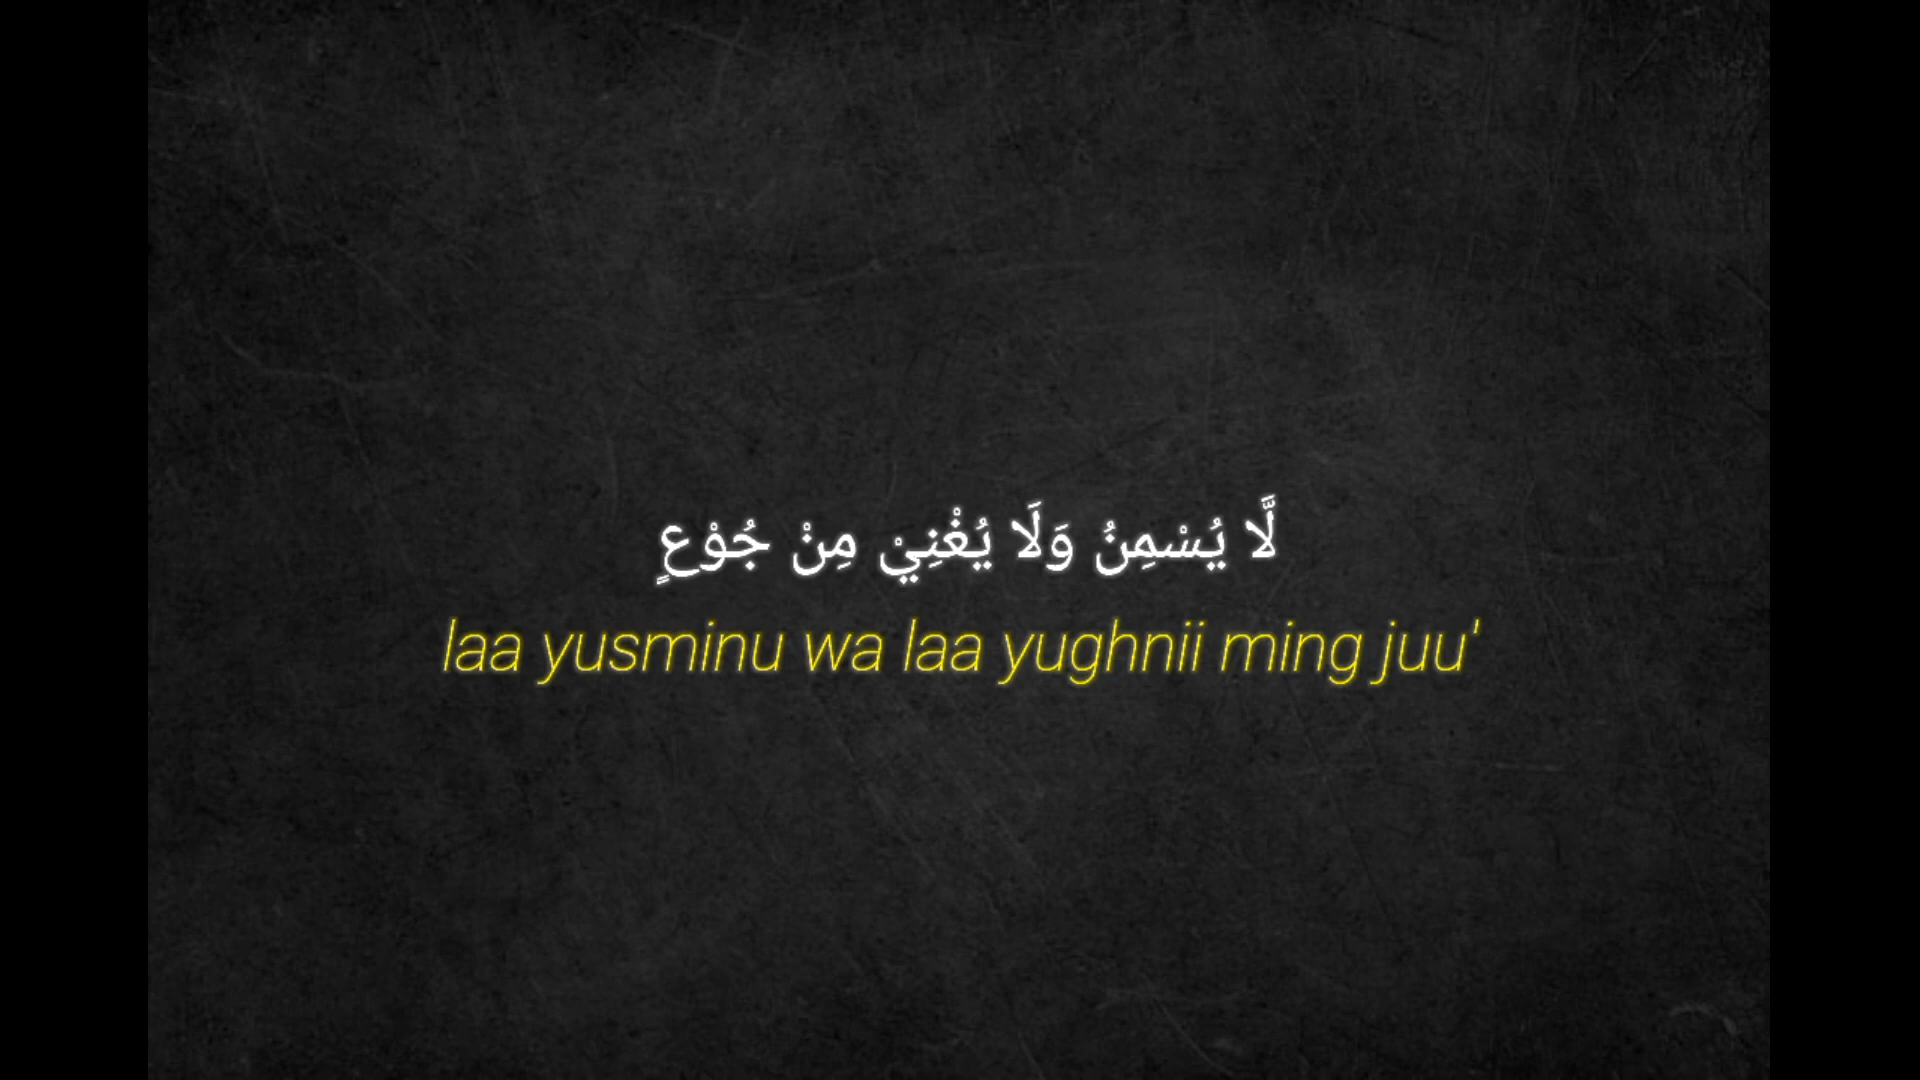 لَّا يُسْمِنُ وَلَا يُغْنِيْ مِنْ جُوْعٍ
laa yusminu wa laa yughnii ming juu'